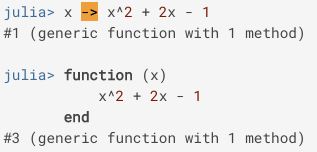 julia> x -> x^2 + 2x - 1
#1 (generic function with 1 method)
julia> function (x)
           x^2 + 2x - 1
       end
#3 (generic function with 1 method)